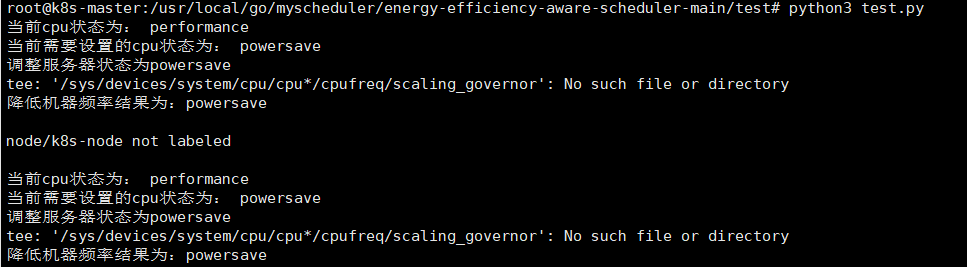 root@k8s-master:/usr/local/go/myscheduler/energy-efficiency-aware-scheduler-main/test# python3 test.py
当前cpu状态为： performance
当前需要设置的cpu状态为： powersave
调整服务器状态为powersave
tee: '/sys/devices/system/cpu/cpu*/cpufreq/scaling_governor': No such file or directory
降低机器频率结果为：powersave
node/k8s-node not labeled
当前cpu状态为： performance
当前需要设置的cpu状态为： powersave
调整服务器状态为powersave
tee: '/sys/devices/system/cpu/cpu*/cpufreq/scaling_governor': No such file or directory
降低机器频率结果为：powersave